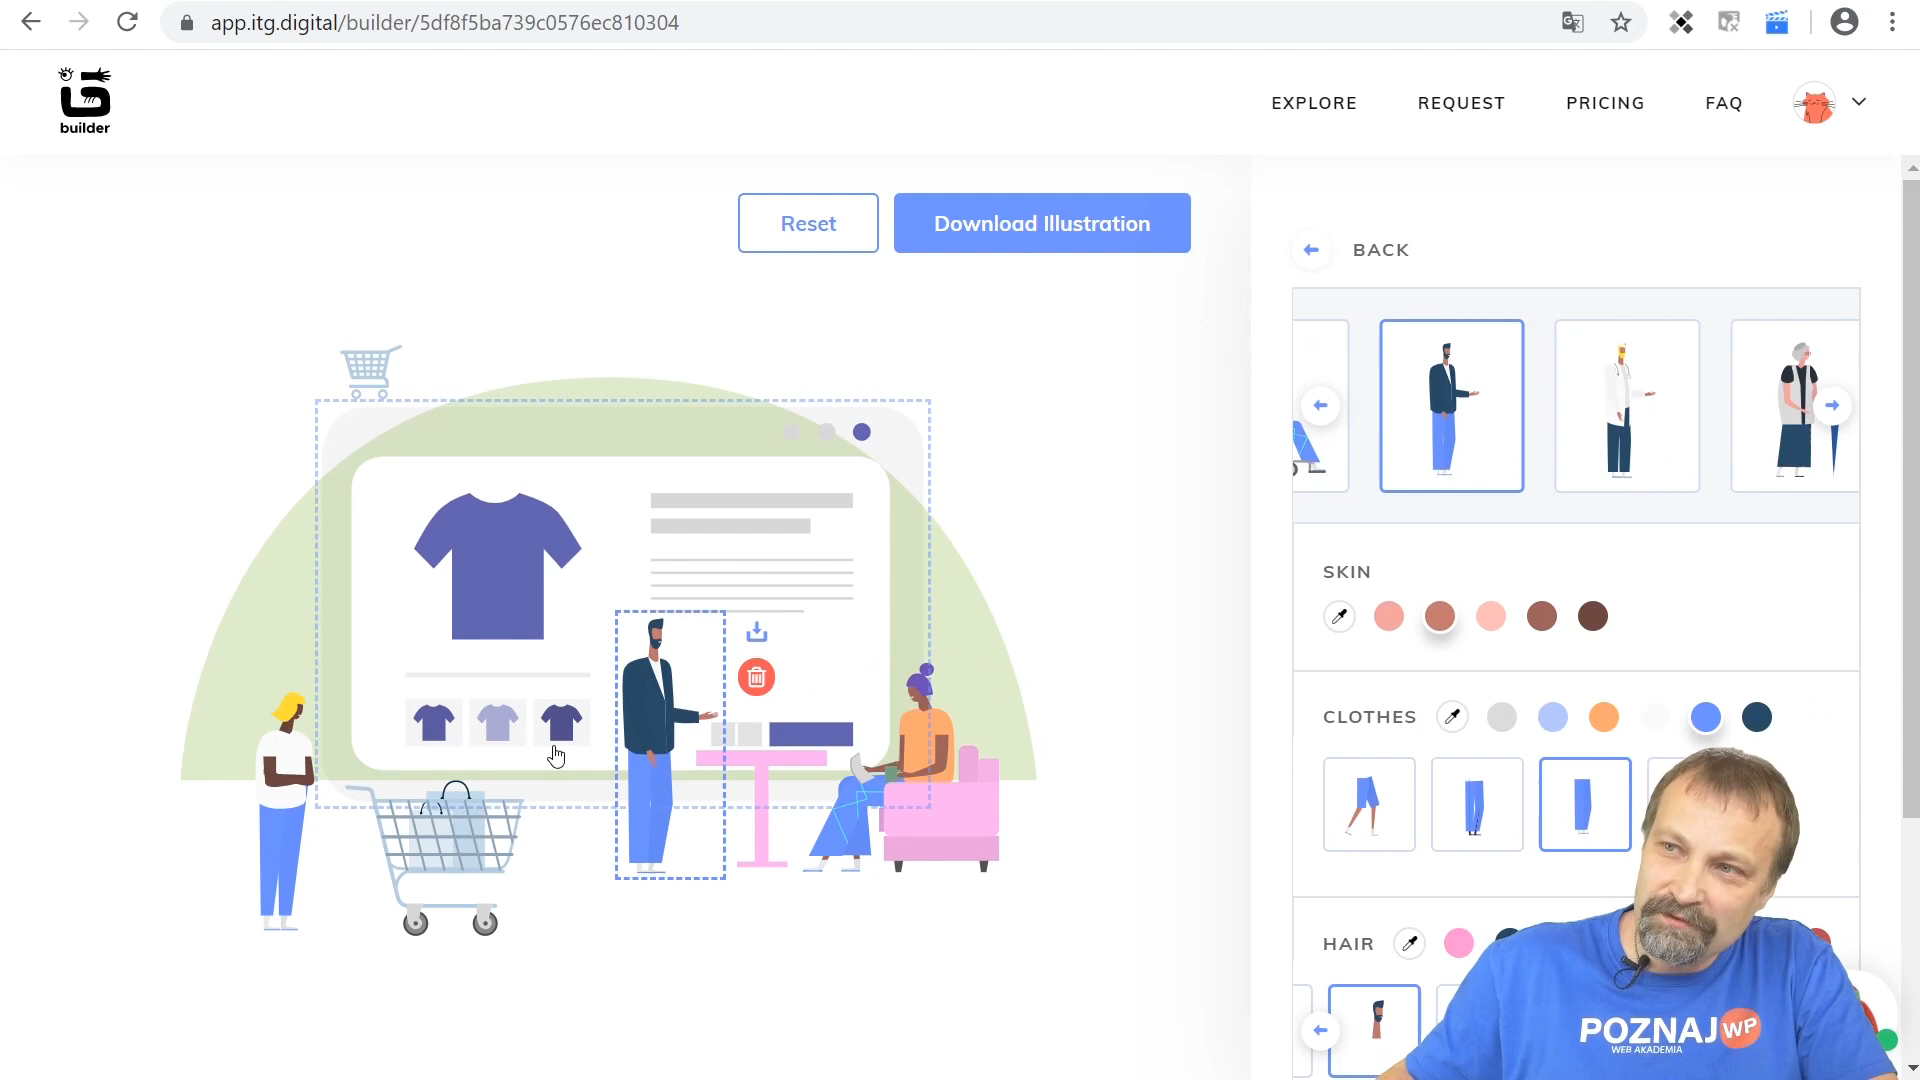 app.itg.digital/builder/5df8f5ba739c0576ec810304
builder
EXPLORE
REQUEST
PRICING
FAQ
Reset
Download Illustration
BACK
SKIN
CLOTHES
HAIR
POZNAJ WP
WEB AKADEMIA